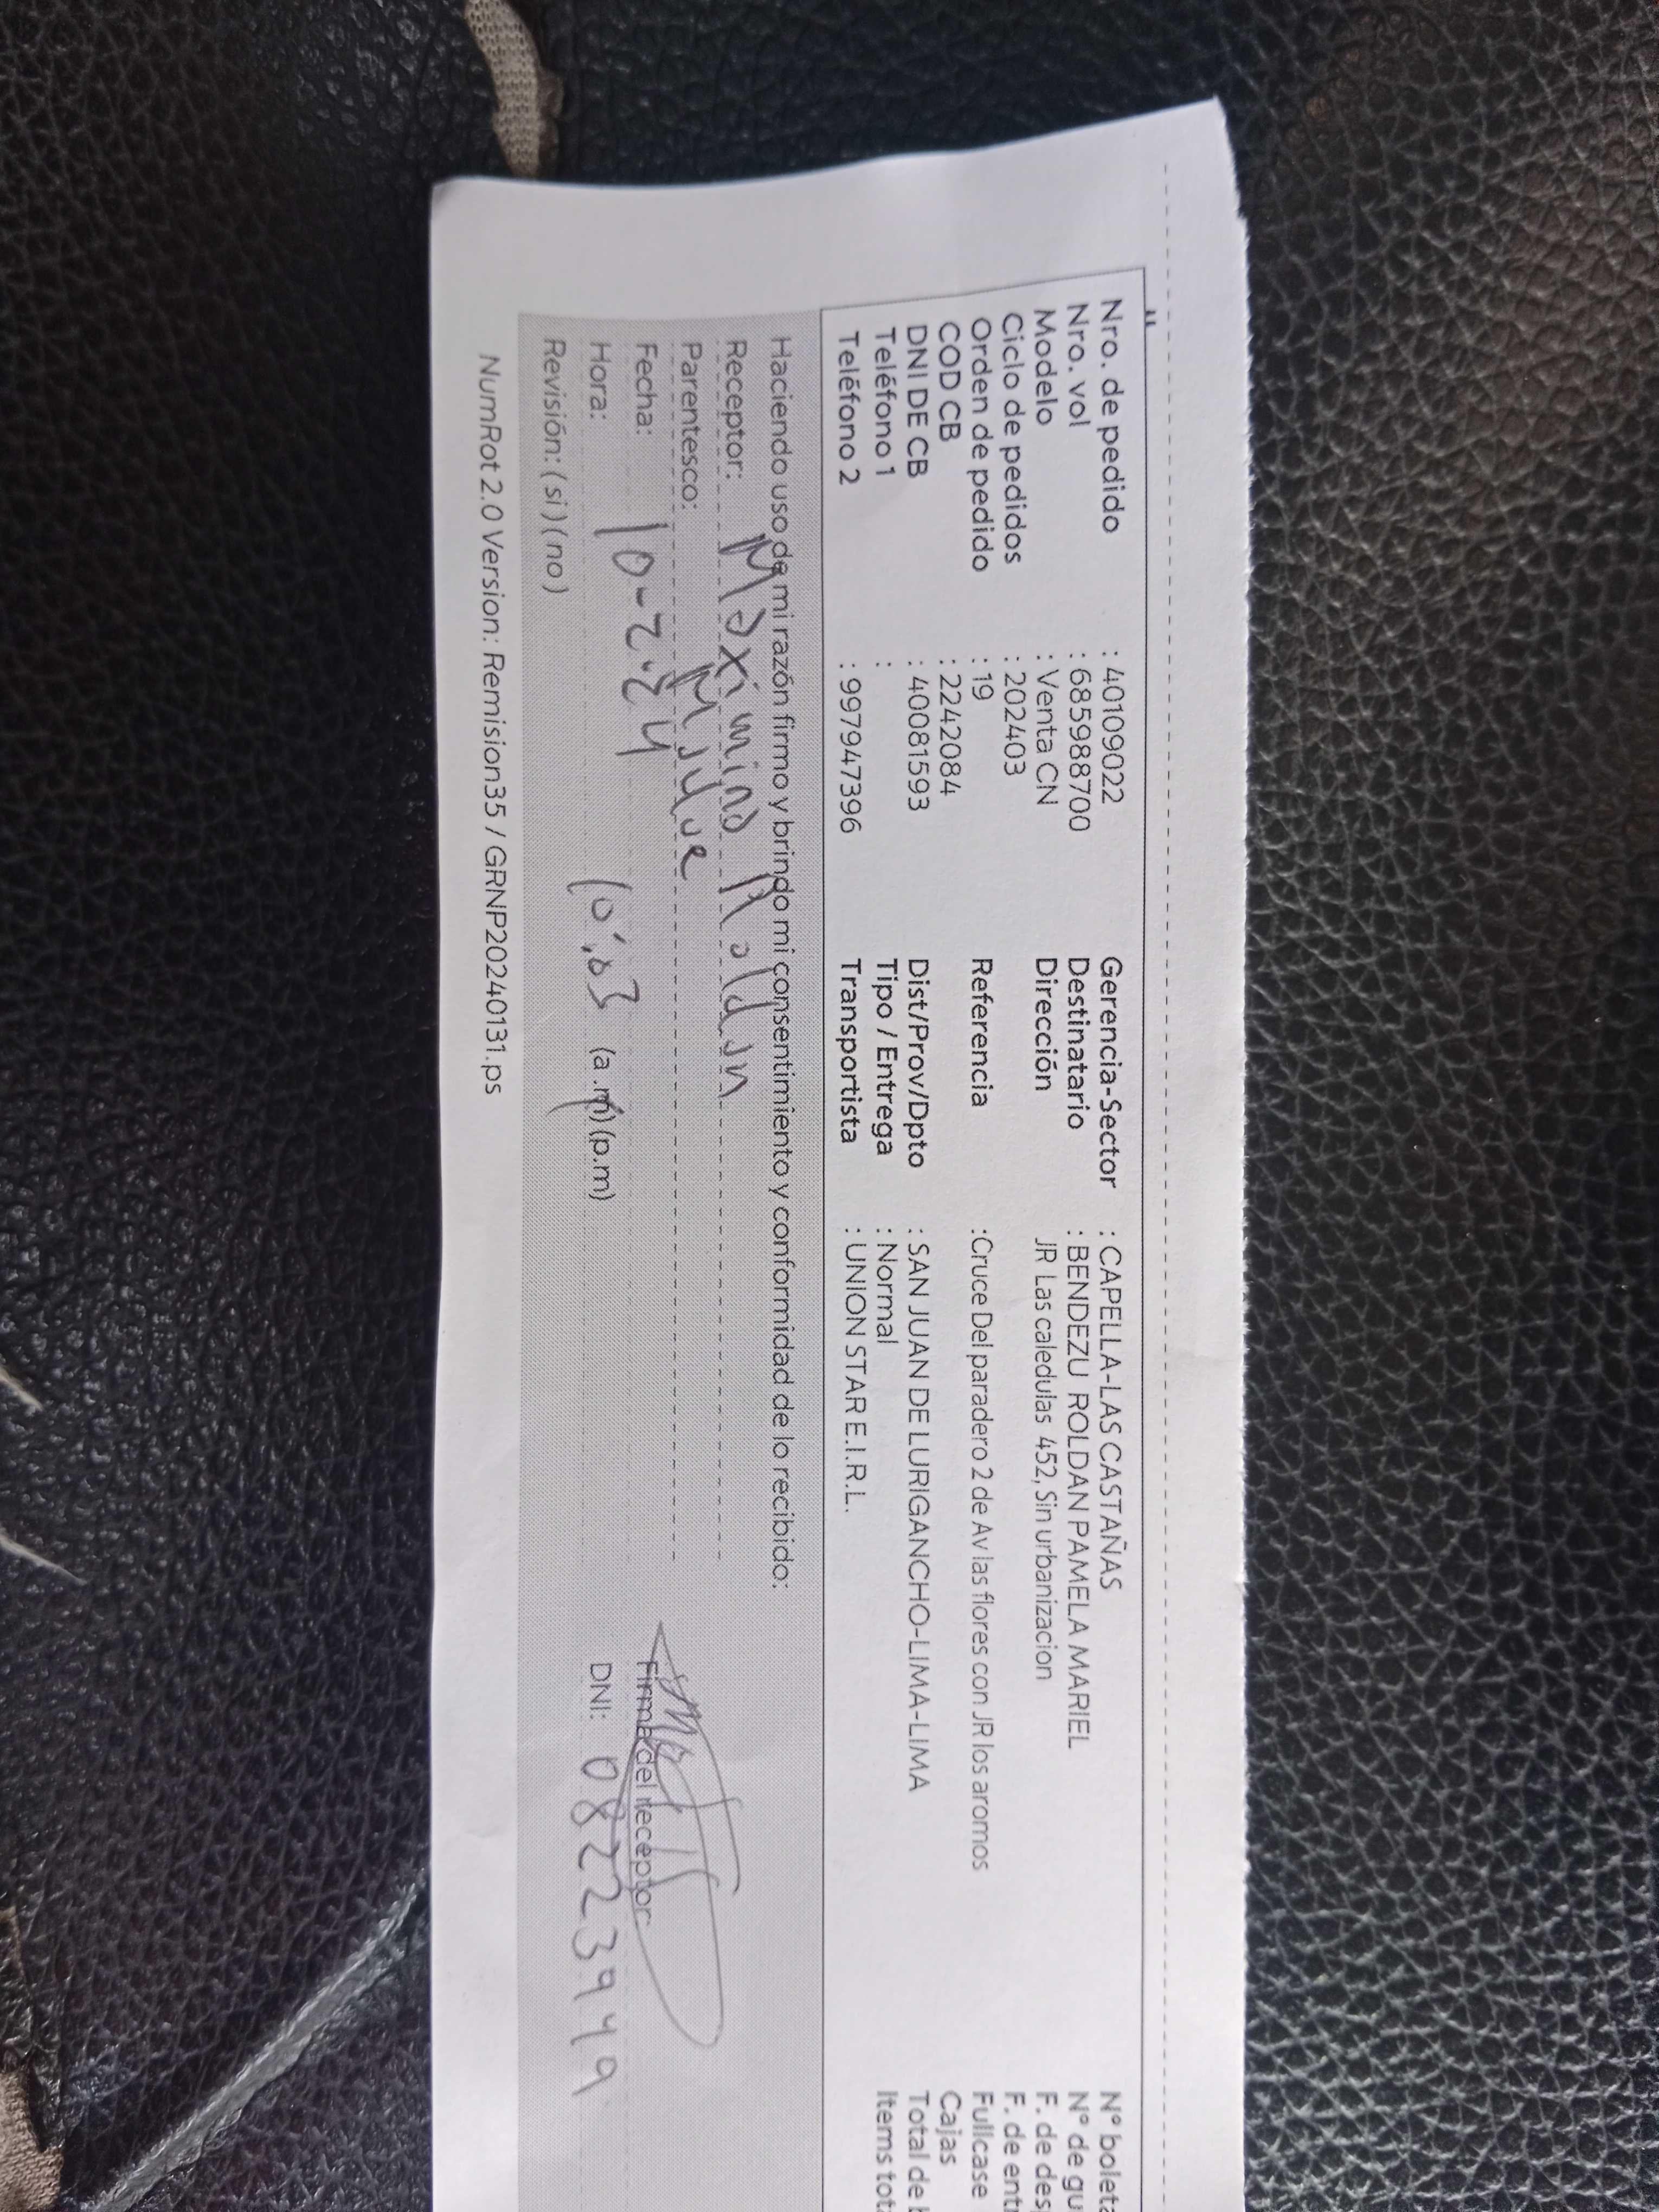 Nro. de pedido : 40109022 Gerencia-Sector : CAPELLA-LAS CASTAÑAS N° boleta
Nro. vol : 685988700 Destinatario : BENDEZU ROLDAN PAMELA MARIEL N° de gu
Modelo : Venta CN Dirección JR Las caledulas 452, Sin urbanizacion F. de des
Ciclo de pedidos : 202403 F. de ent
Orden de pedido : 19 Referencia :Cruce Del paradero 2 de Av las flores con JR los aromos Fullcase
COD CB : 2242084 Cajas
DNI DE CB : 40081593 Dist/Prov/Dpto : SAN JUAN DE LURIGANCHO-LIMA-LIMA Total de
Teléfono 1 : Tipo / Entrega : Normal Items tot
Teléfono 2 : 997947396 Transportista : UNION STAR E.I.R.L.
Haciendo uso de mi razón firmo y brindo mi consentimiento y conformidad de lo recibido:
Receptor: Maximino Roldan
Parentesco: Madre
Fecha: 10-2-24 Firma del receptor
Hora: 10:03 (a.m) (p.m) DNI: 08223949
Revisión: ( si ) ( no )
NumRot 2.0 Version: Remision35 / GRNP20240131.ps